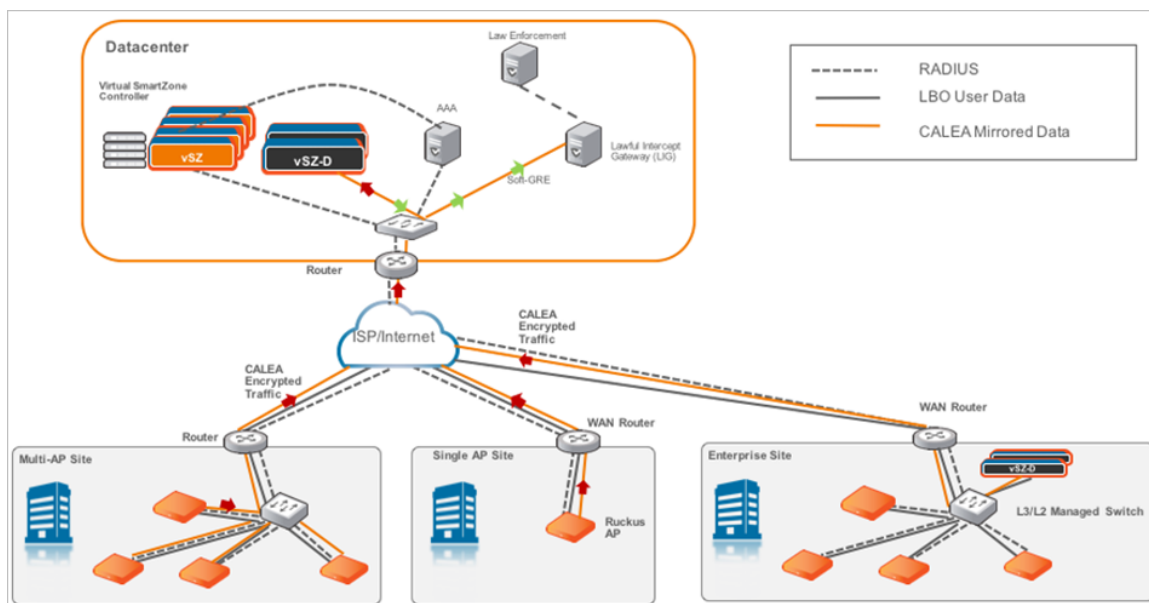 Datacenter
Law Enforcement
Virtual SmartZone
Controller
AAA
vSZ
vSZ-D
Lawful Intercept
Gateway (LIG)
Soft-GRE
Router
RADIUS
LBO User Data
CALEA Mirrored Data
ISP/Internet
CALEA
Encrypted
Traffic
CALEA
Encrypted
Traffic
Router
WAN Router
WAN Router
Multi-AP Site
Single AP Site
Enterprise Site
vSZ-D
Ruckus
AP
L3/L2 Managed Switch